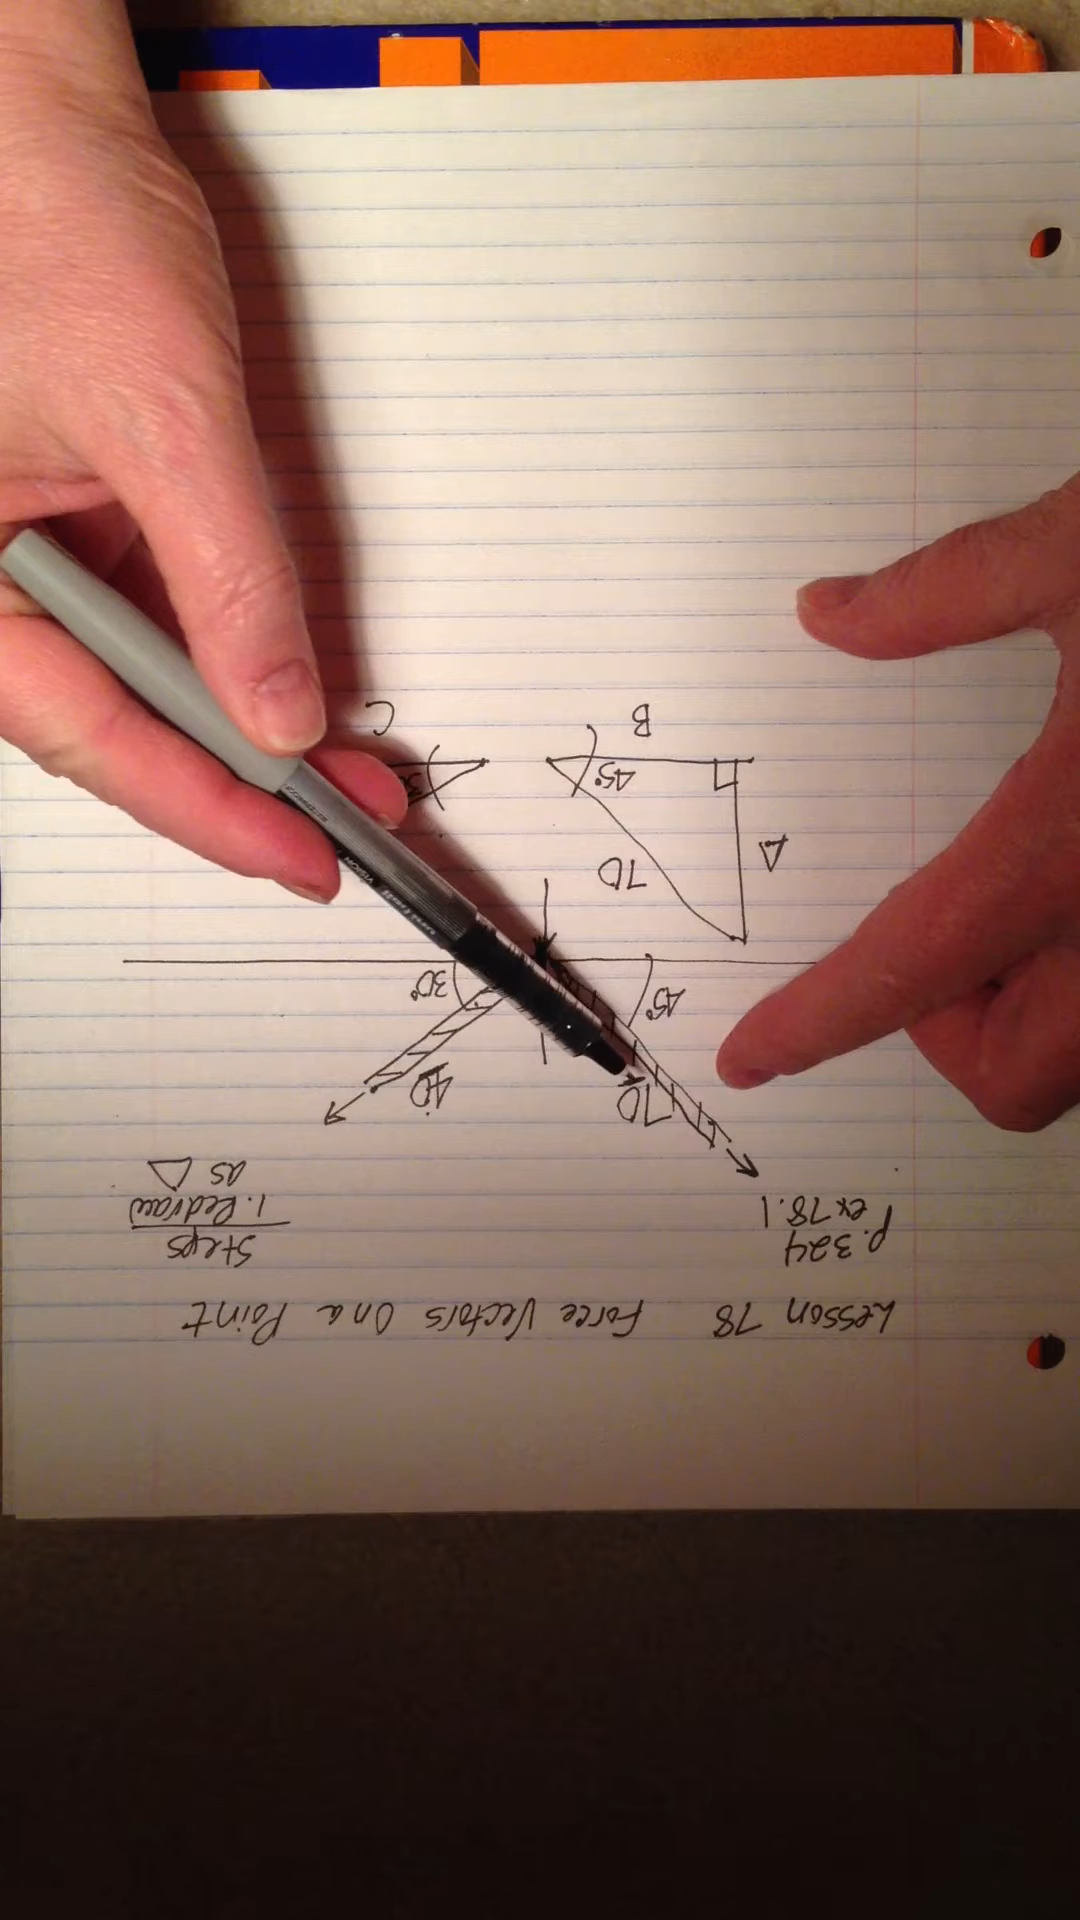 Lesson 78 Force Vectors On a Point
p. 324
ex 78.1
Steps
1. Redraw
as △
70
40
45°
30°
A
70
45°
B
C